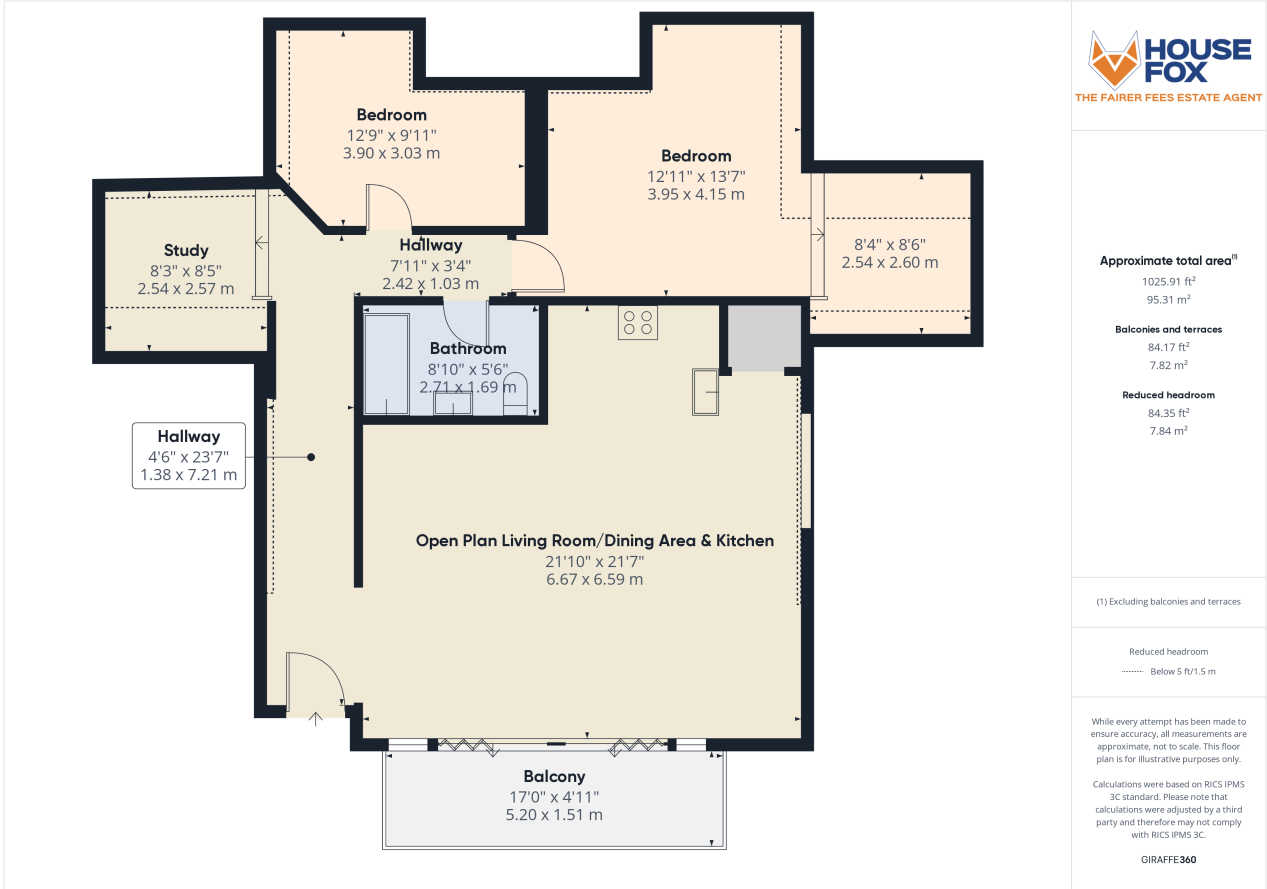 Bedroom
12'9" x 9'11"
3.90 x 3.03 m
Bedroom
12'11" x 13'7"
3.95 x 4.15 m
Study
8'3" x 8'5"
2.54 x 2.57 m
Hallway
7'11" x 3'4"
2.42 x 1.03 m
8'4" x 8'6"
2.54 x 2.60 m
Bathroom
8'10" x 5'6"
2.71 x 1.69 m
Hallway
4'6" x 23'7"
1.38 x 7.21 m
Open Plan Living Room/Dining Area & Kitchen
21'10" x 21'7"
6.67 x 6.59 m
Balcony
17'0" x 4'11"
5.20 x 1.51 m
HOUSE
FOX
THE FAIRER FEES ESTATE AGENT
Approximate total area(1)
1025.91 ft²
95.31 m²
Balconies and terraces
84.17 ft²
7.82 m²
Reduced headroom
84.35 ft²
7.84 m²
(1) Excluding balconies and terraces
Reduced headroom
Below 5 ft/1.5 m
While every attempt has been made to
ensure accuracy, all measurements are
approximate, not to scale. This floor
plan is for illustrative purposes only.
Calculations were based on RICS IPMS
3C standard. Please note that
calculations were adjusted by a third
party and therefore may not comply
with RICS IPMS 3C.
GIRAFFE360